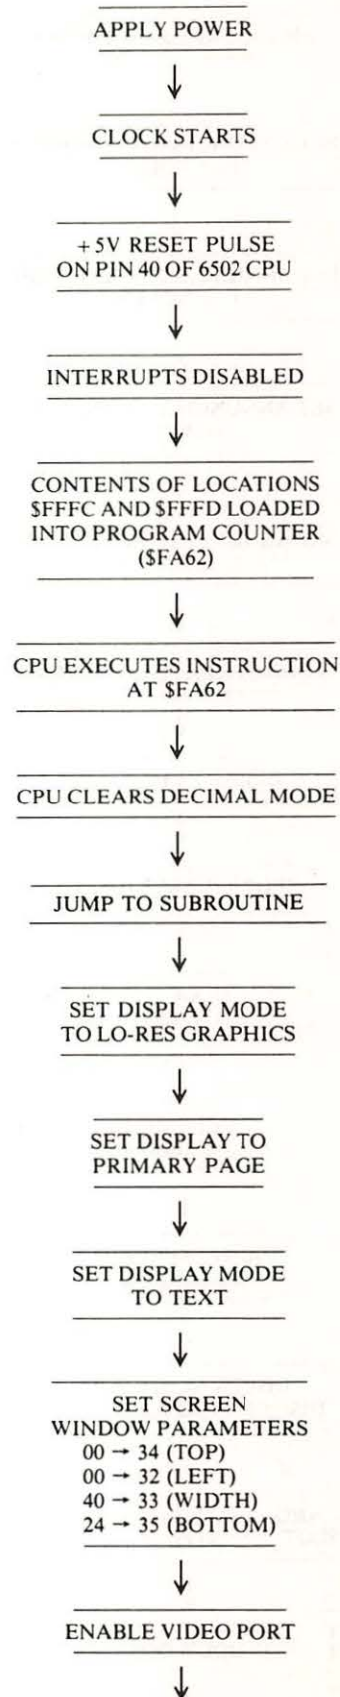 APPLY POWER
CLOCK STARTS
+5V RESET PULSE
ON PIN 40 OF 6502 CPU
INTERRUPTS DISABLED
CONTENTS OF LOCATIONS
$FFFC AND $FFFD LOADED
INTO PROGRAM COUNTER
($FA62)
CPU EXECUTES INSTRUCTION
AT $FA62
CPU CLEARS DECIMAL MODE
JUMP TO SUBROUTINE
SET DISPLAY MODE
TO LO-RES GRAPHICS
SET DISPLAY TO
PRIMARY PAGE
SET DISPLAY MODE
TO TEXT
SET SCREEN
WINDOW PARAMETERS
00 → 34 (TOP)
00 → 32 (LEFT)
40 → 33 (WIDTH)
24 → 35 (BOTTOM)
ENABLE VIDEO PORT